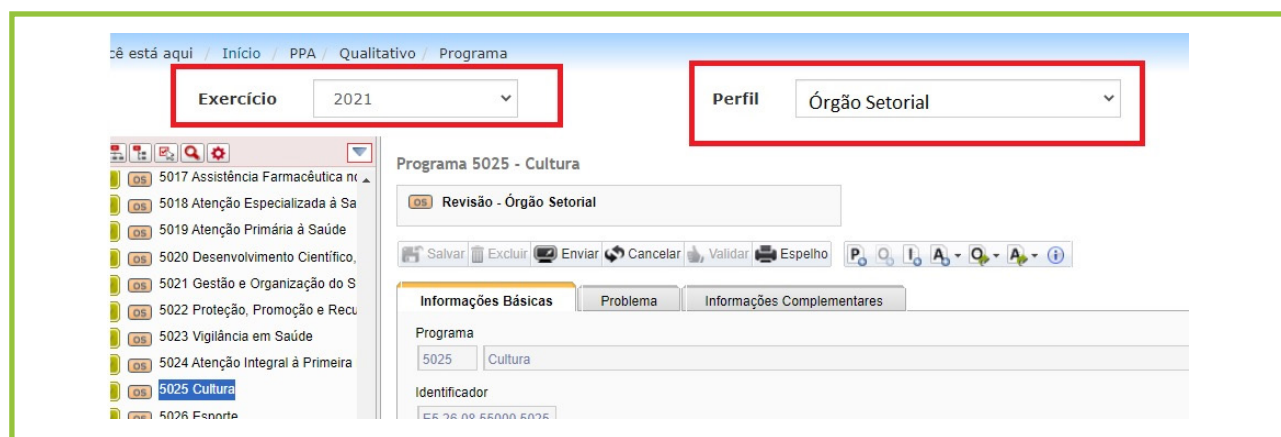 cê está aqui / Início / PPA / Qualitativo / Programa
Exercício 2021 Perfil Órgão Setorial
Programa 5025 - Cultura
OS 5017 Assistência Farmacêutica no
OS 5018 Atenção Especializada à Sa
OS Revisão - Órgão Setorial
OS 5019 Atenção Primária à Saúde
OS 5020 Desenvolvimento Científico,
Salvar Excluir Enviar Cancelar Validar Espelho P O I A O A i
OS 5021 Gestão e Organização do S
OS 5022 Proteção, Promoção e Recu
Informações Básicas Problema Informações Complementares
OS 5023 Vigilância em Saúde
Programa
OS 5024 Atenção Integral à Primeira
5025 Cultura
OS 5025 Cultura
Identificador
OS 5026 Esporte